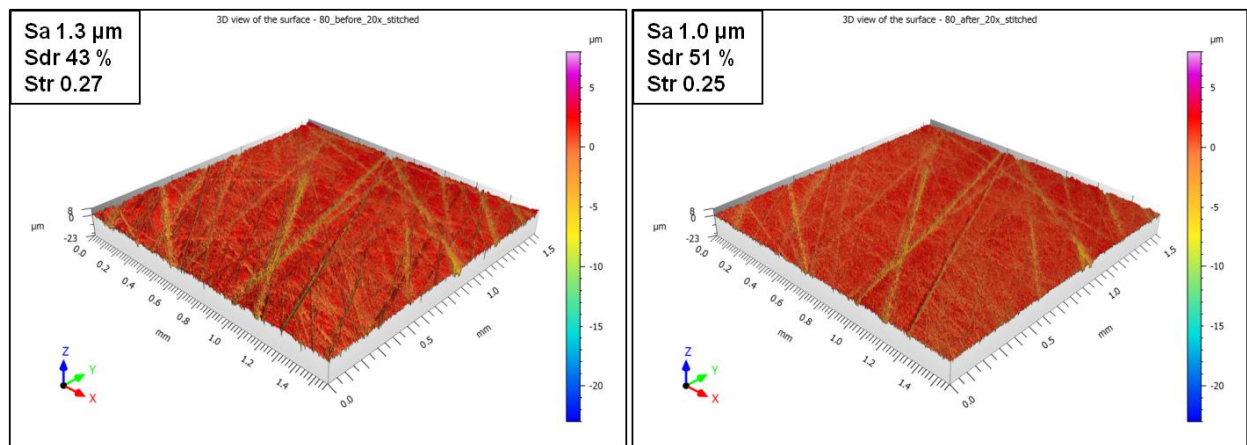 3D view of the surface - 80_before_20x_stitched
Sa 1.3 µm
Sdr 43 %
Str 0.27
µm
5
0
-5
-10
-15
-20
8
0
-23
µm
0.0
0.2
0.4
0.6
0.8
1.0
1.2
1.4
mm
0.0
0.5
1.0
1.5
mm
Z
Y
X
3D view of the surface - 80_after_20x_stitched
Sa 1.0 µm
Sdr 51 %
Str 0.25
µm
5
0
-5
-10
-15
-20
8
0
-23
µm
0.0
0.2
0.4
0.6
0.8
1.0
1.2
1.4
mm
0.0
0.5
1.0
1.5
mm
Z
Y
X